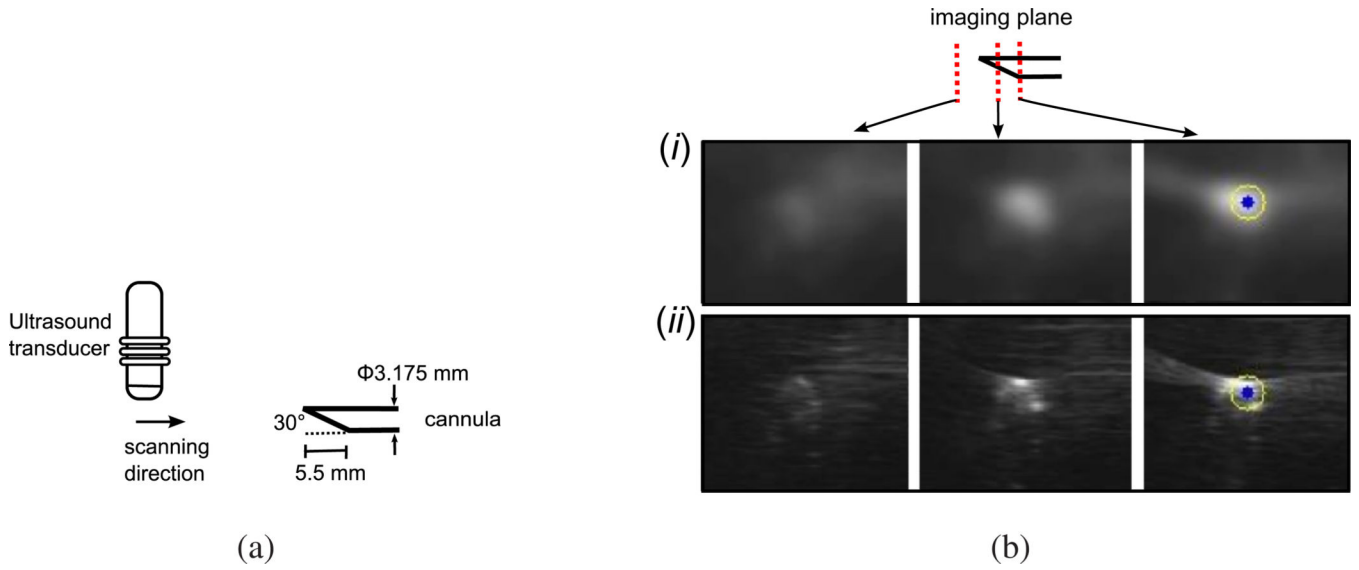 Ultrasound
transducer
scanning
direction
Φ3.175 mm
30°
cannula
5.5 mm
(a)
imaging plane
(i)
(ii)
(b)